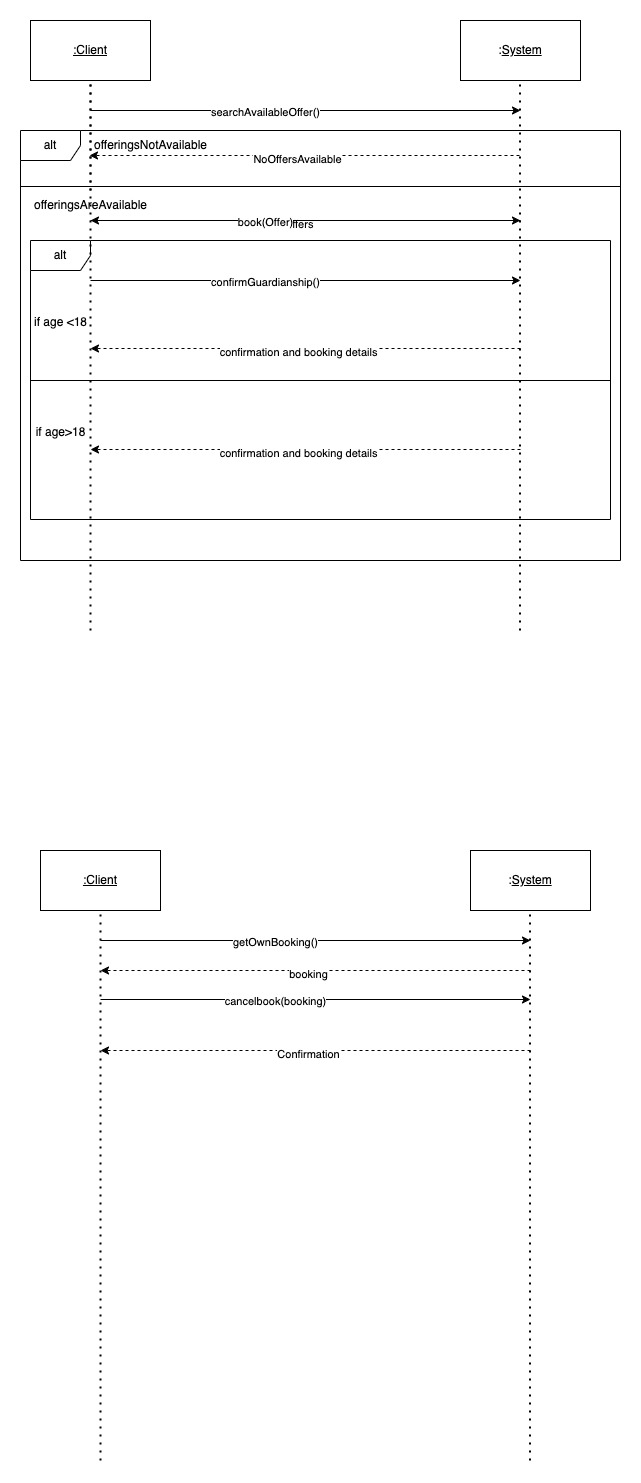 :Client
:System
searchAvailableOffer()
alt
offeringsNotAvailable
NoOffersAvailable
offeringsAreAvailable
book(Offer)
alt
confirmGuardianship()
if age <18
confirmation and booking details
if age>18
confirmation and booking details
:Client
:System
getOwnBooking()
booking
cancelbook(booking)
Confirmation